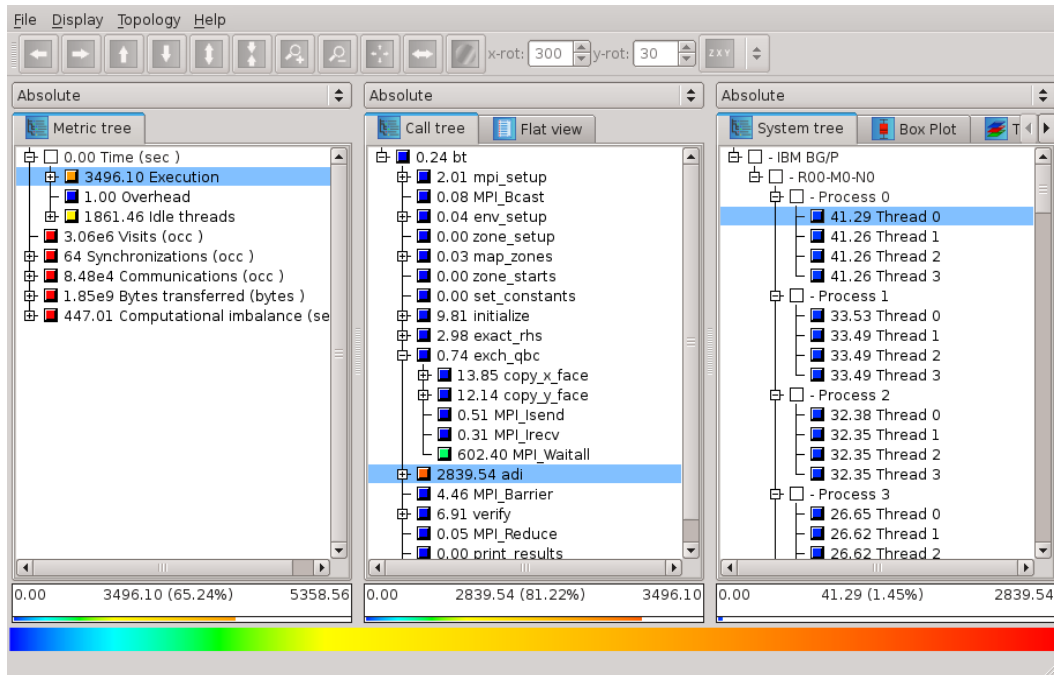 File Display Topology Help
x-rot: 300 y-rot: 30 ZXY
Absolute
Metric tree
0.00 Time (sec )
3496.10 Execution
1.00 Overhead
1861.46 Idle threads
3.06e6 Visits (occ )
64 Synchronizations (occ )
8.48e4 Communications (occ )
1.85e9 Bytes transferred (bytes )
447.01 Computational imbalance (se
0.00 3496.10 (65.24%) 5358.56
Absolute
Call tree Flat view
0.24 bt
2.01 mpi_setup
0.08 MPI_Bcast
0.04 env_setup
0.00 zone_setup
0.03 map_zones
0.00 zone_starts
0.00 set_constants
9.81 initialize
2.98 exact_rhs
0.74 exch_qbc
13.85 copy_x_face
12.14 copy_y_face
0.51 MPI_Isend
0.31 MPI_Irecv
602.40 MPI_Waitall
2839.54 adi
4.46 MPI_Barrier
6.91 verify
0.05 MPI_Reduce
0.00 print_results
0.00 2839.54 (81.22%) 3496.10
Absolute
System tree Box Plot T
- IBM BG/P
- R00-M0-N0
- Process 0
41.29 Thread 0
41.26 Thread 1
41.26 Thread 2
41.26 Thread 3
- Process 1
33.53 Thread 0
33.49 Thread 1
33.49 Thread 2
33.49 Thread 3
- Process 2
32.38 Thread 0
32.35 Thread 1
32.35 Thread 2
32.35 Thread 3
- Process 3
26.65 Thread 0
26.62 Thread 1
26.62 Thread 2
0.00 41.29 (1.45%) 2839.54